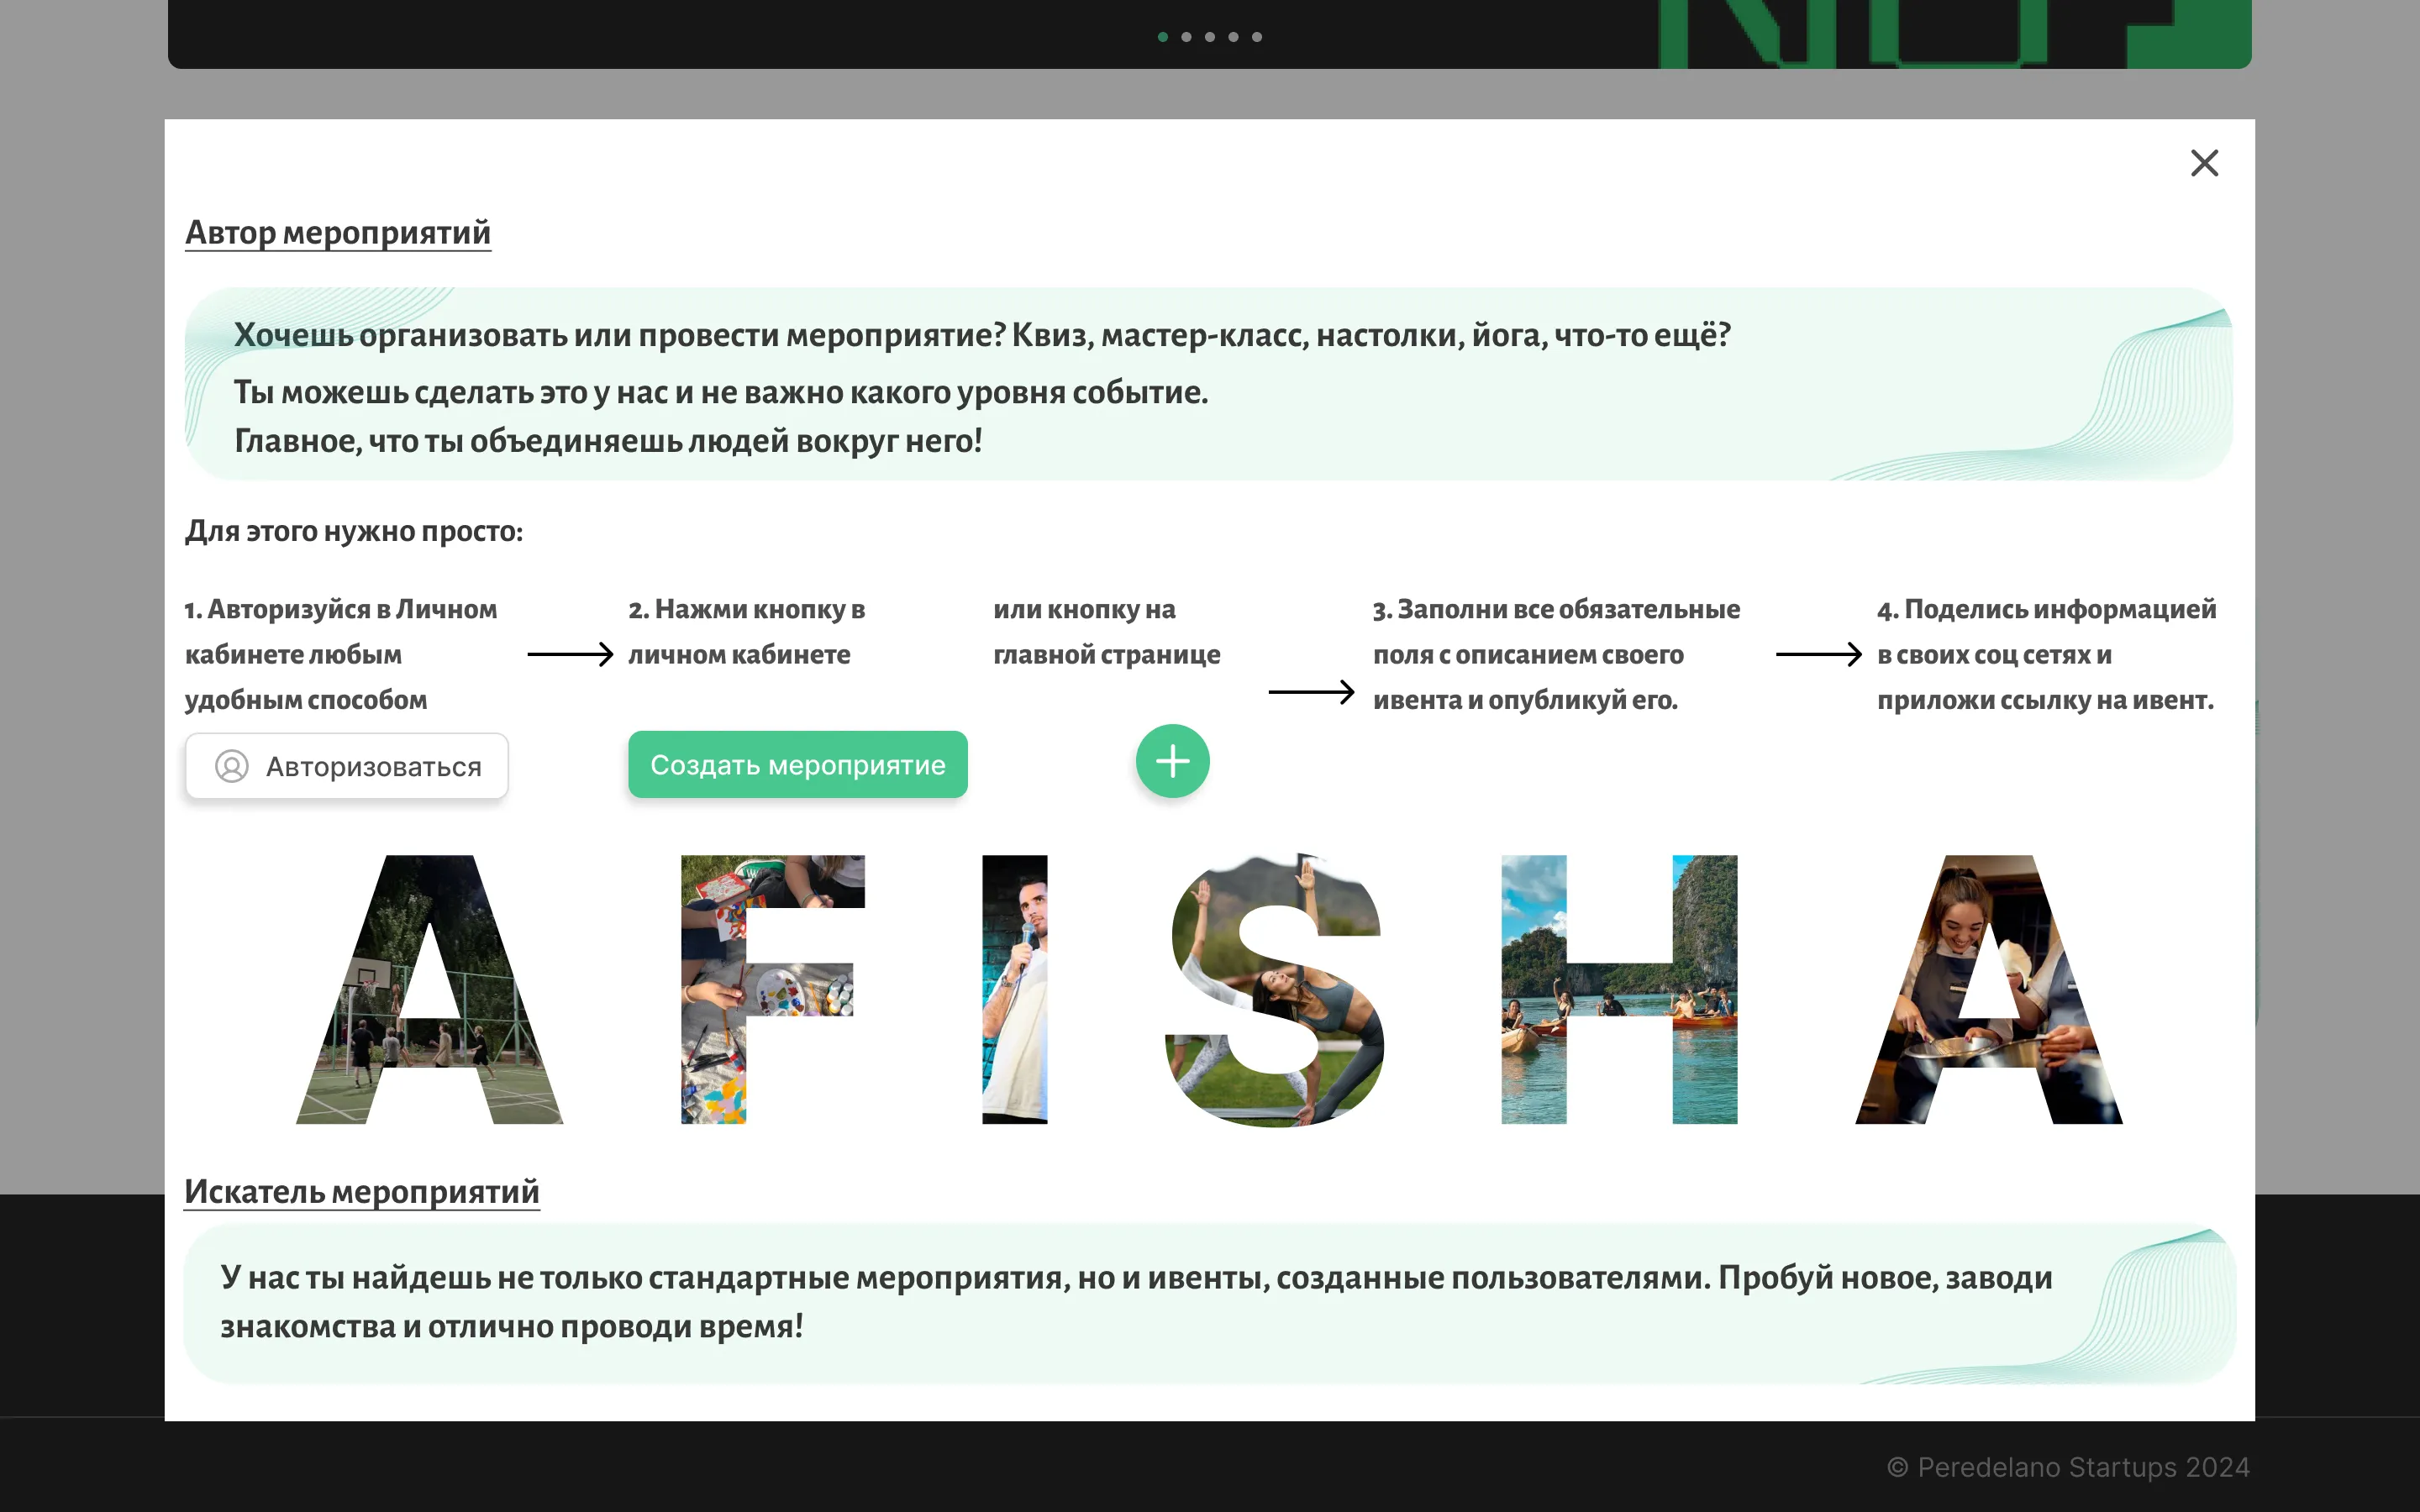 Автор мероприятий
Хочешь организовать или провести мероприятие? Квиз, мастер-класс, настолки, йога, что-то ещё?
Ты можешь сделать это у нас и не важно какого уровня событие.
Главное, что ты объединяешь людей вокруг него!
Для этого нужно просто:
1. Авторизуйся в Личном
кабинете любым
удобным способом
Авторизоваться
2. Нажми кнопку в
личном кабинете
Создать мероприятие
или кнопку на
главной странице
3. Заполни все обязательные
поля с описанием своего
ивента и опубликуй его.
4. Поделись информацией
в своих соц сетях и
приложи ссылку на ивент.
AFISHA
Искатель мероприятий
У нас ты найдешь не только стандартные мероприятия, но и ивенты, созданные пользователями. Пробуй новое, заводи
знакомства и отлично проводи время!
© Peredelano Startups 2024